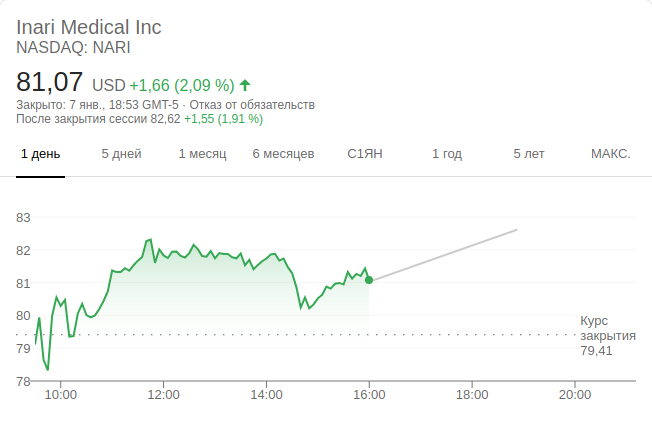 Inari Medical Inc
NASDAQ: NARI
81,07 USD +1,66 (2,09 %)
Закрыто: 7 янв., 18:53 GMT-5 · Отказ от обязательств
После закрытия сессии 82,62 +1,55 (1,91 %)
1 день 5 дней 1 месяц 6 месяцев С1ЯН 1 год 5 лет МАКС.
83
82
81
80
79
78
Курс
закрытия
79,41
10:00 12:00 14:00 16:00 18:00 20:00